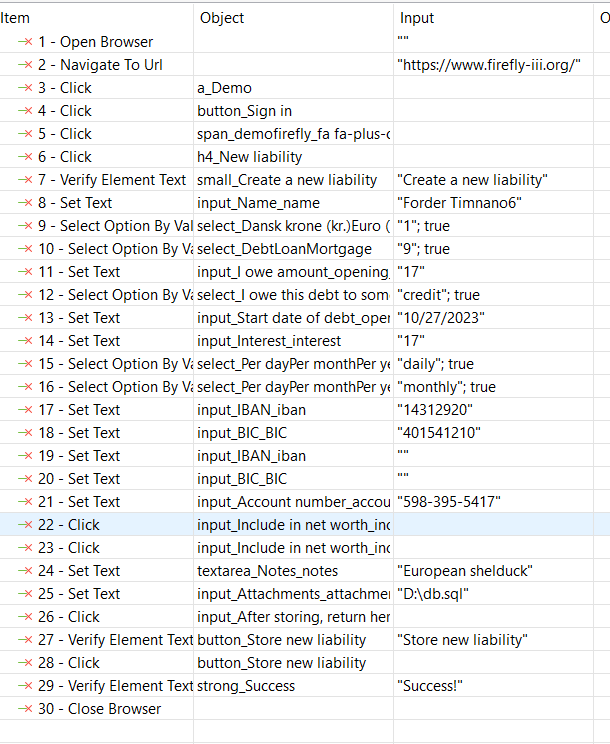 Item Object Input O
1 - Open Browser ""
2 - Navigate To Url "https://www.firefly-iii.org/"
3 - Click a_Demo
4 - Click button_Sign in
5 - Click span_demofirefly_fa fa-plus-c
6 - Click h4_New liability
7 - Verify Element Text small_Create a new liability "Create a new liability"
8 - Set Text input_Name_name "Forder Timnano6"
9 - Select Option By Val select_Dansk krone (kr.)Euro ( "1"; true
10 - Select Option By Va select_DebtLoanMortgage "9"; true
11 - Set Text input_I owe amount_opening_ "17"
12 - Select Option By Va select_I owe this debt to som "credit"; true
13 - Set Text input_Start date of debt_oper "10/27/2023"
14 - Set Text input_Interest_interest "17"
15 - Select Option By Va select_Per dayPer monthPer ye "daily"; true
16 - Select Option By Va select_Per dayPer monthPer ye "monthly"; true
17 - Set Text input_IBAN_iban "14312920"
18 - Set Text input_BIC_BIC "401541210"
19 - Set Text input_IBAN_iban ""
20 - Set Text input_BIC_BIC ""
21 - Set Text input_Account number_accou "598-395-5417"
22 - Click input_Include in net worth_inc
23 - Click input_Include in net worth_inc
24 - Set Text textarea_Notes_notes "European shelduck"
25 - Set Text input_Attachments_attachme "D:\db.sql"
26 - Click input_After storing, return her
27 - Verify Element Text button_Store new liability "Store new liability"
28 - Click button_Store new liability
29 - Verify Element Text strong_Success "Success!"
30 - Close Browser